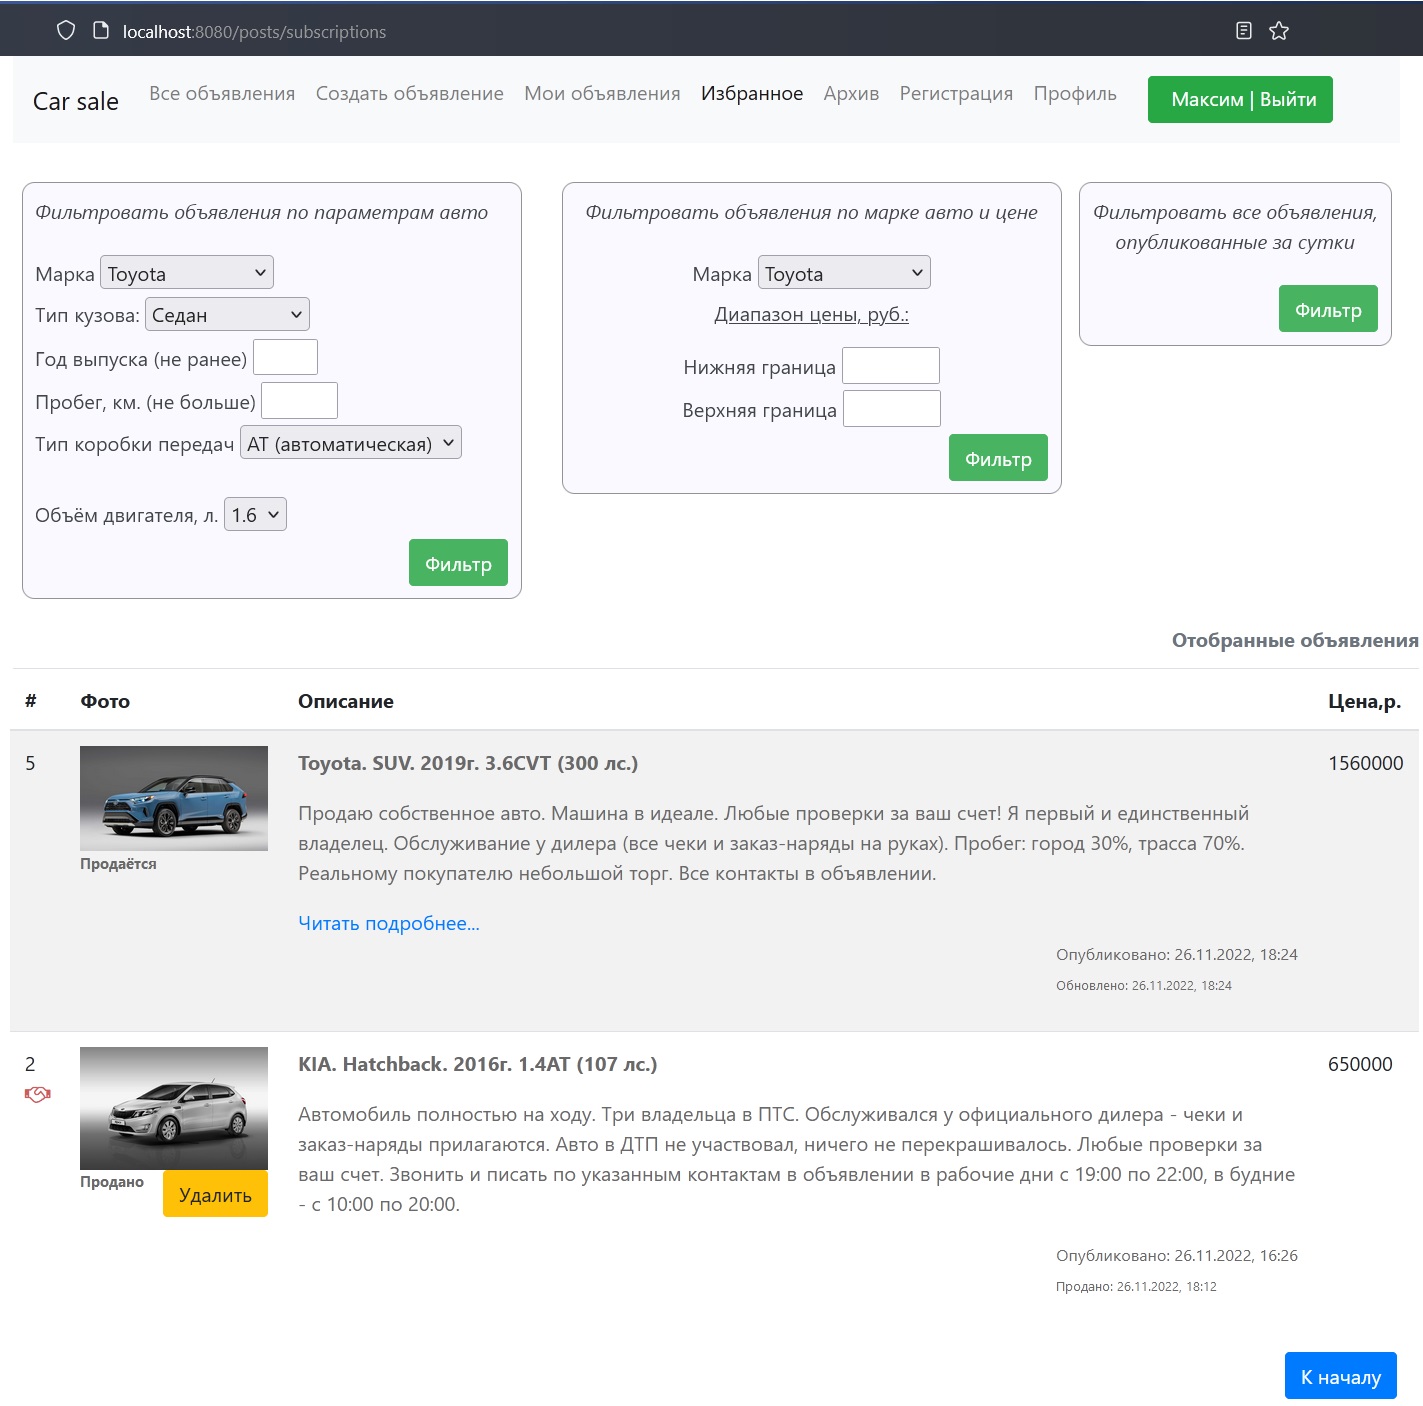 localhost:8080/posts/subscriptions
Car sale
Все объявления
Создать объявление
Мои объявления
Избранное
Архив
Регистрация
Профиль
Максим | Выйти
Фильтровать объявления по параметрам авто
Марка Toyota
Тип кузова: Седан
Год выпуска (не ранее)
Пробег, км. (не больше)
Тип коробки передач АТ (автоматическая)
Объём двигателя, л. 1.6
Фильтр
Фильтровать объявления по марке авто и цене
Марка Toyota
Диапазон цены, руб.:
Нижняя граница
Верхняя граница
Фильтр
Фильтровать все объявления,
опубликованные за сутки
Фильтр
Отобранные объявления
# Фото Описание Цена,р.
5
Продаётся
Toyota. SUV. 2019г. 3.6CVT (300 лс.)
1560000
Продаю собственное авто. Машина в идеале. Любые проверки за ваш счет! Я первый и единственный
владелец. Обслуживание у дилера (все чеки и заказ-наряды на руках). Пробег: город 30%, трасса 70%.
Реальному покупателю небольшой торг. Все контакты в объявлении.
Читать подробнее...
Опубликовано: 26.11.2022, 18:24
Обновлено: 26.11.2022, 18:24
2
Продано
Удалить
KIA. Hatchback. 2016г. 1.4AT (107 лс.)
650000
Автомобиль полностью на ходу. Три владельца в ПТС. Обслуживался у официального дилера - чеки и
заказ-наряды прилагаются. Авто в ДТП не участвовал, ничего не перекрашивалось. Любые проверки за
ваш счет. Звонить и писать по указанным контактам в объявлении в рабочие дни с 19:00 по 22:00, в будние
- с 10:00 по 20:00.
Опубликовано: 26.11.2022, 16:26
Продано: 26.11.2022, 18:12
К началу